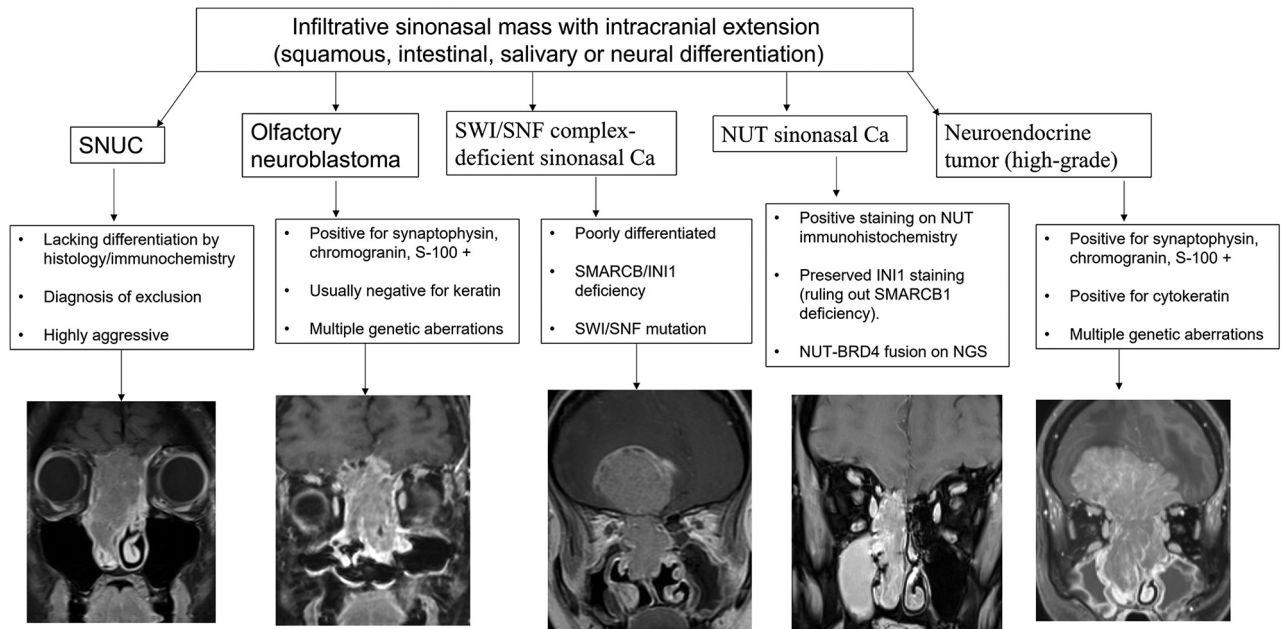 Infiltrative sinonasal mass with intracranial extension
(squamous, intestinal, salivary or neural differentiation)
SNUC
Olfactory
neuroblastoma
SWI/SNF complex-
deficient sinonasal Ca
NUT sinonasal Ca
Neuroendocrine
tumor (high-grade)
• Lacking differentiation by
histology/immunochemistry
• Diagnosis of exclusion
• Highly aggressive
• Positive for synaptophysin,
chromogranin, S-100 +
• Usually negative for keratin
• Multiple genetic aberrations
• Poorly differentiated
• SMARCB/INI1
deficiency
• SWI/SNF mutation
• Positive staining on NUT
immunohistochemistry
• Preserved INI1 staining
(ruling out SMARCB1
deficiency).
• NUT-BRD4 fusion on NGS
• Positive for synaptophysin,
chromogranin, S-100 +
• Positive for cytokeratin
• Multiple genetic aberrations